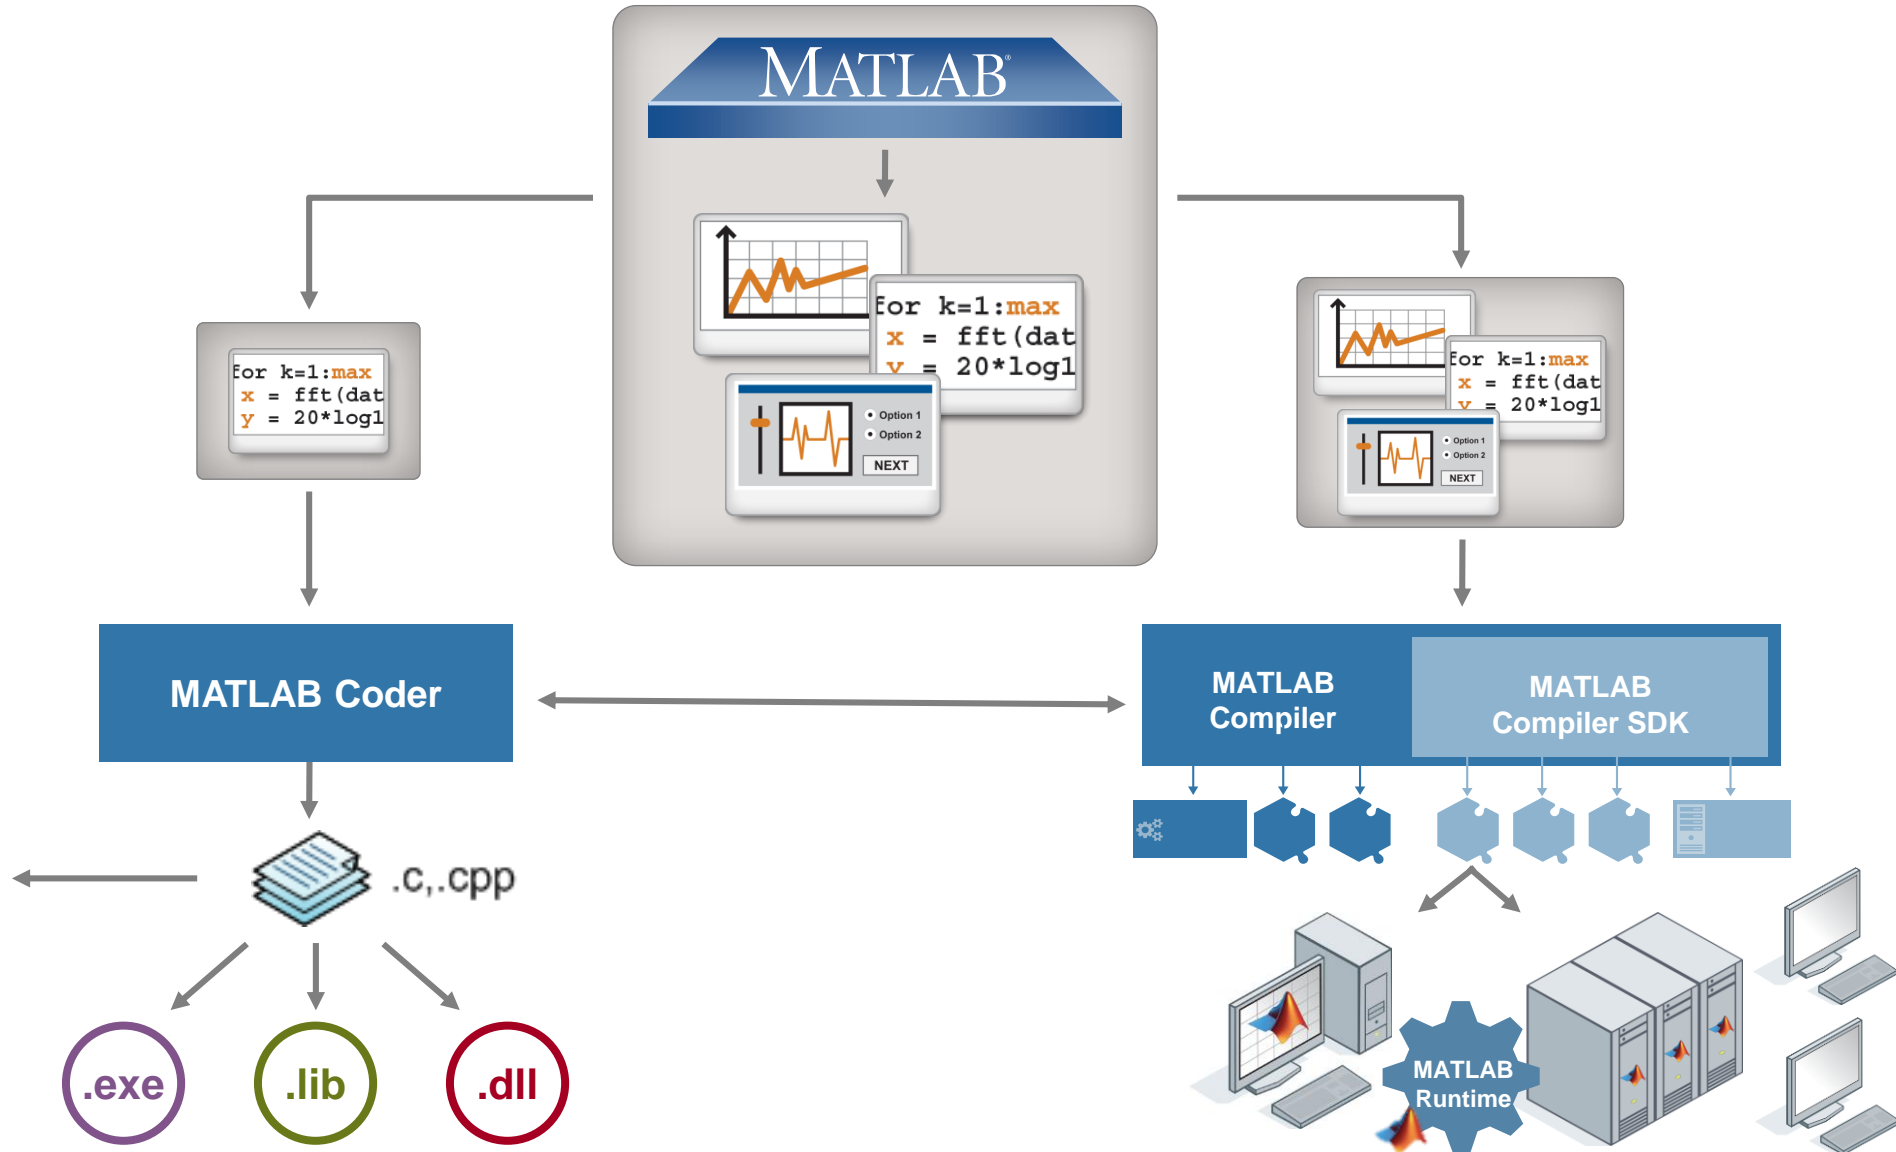 MATLAB®
for k=1:max
x = fft(dat
y = 20*log1
Option 1
Option 2
NEXT
for k=1:max
x = fft(dat
y = 20*log1
for k=1:max
x = fft(dat
y = 20*log1
Option 1
Option 2
NEXT
MATLAB Coder
MATLAB
Compiler
MATLAB
Compiler SDK
.c,.cpp
.exe
.lib
.dll
MATLAB
Runtime